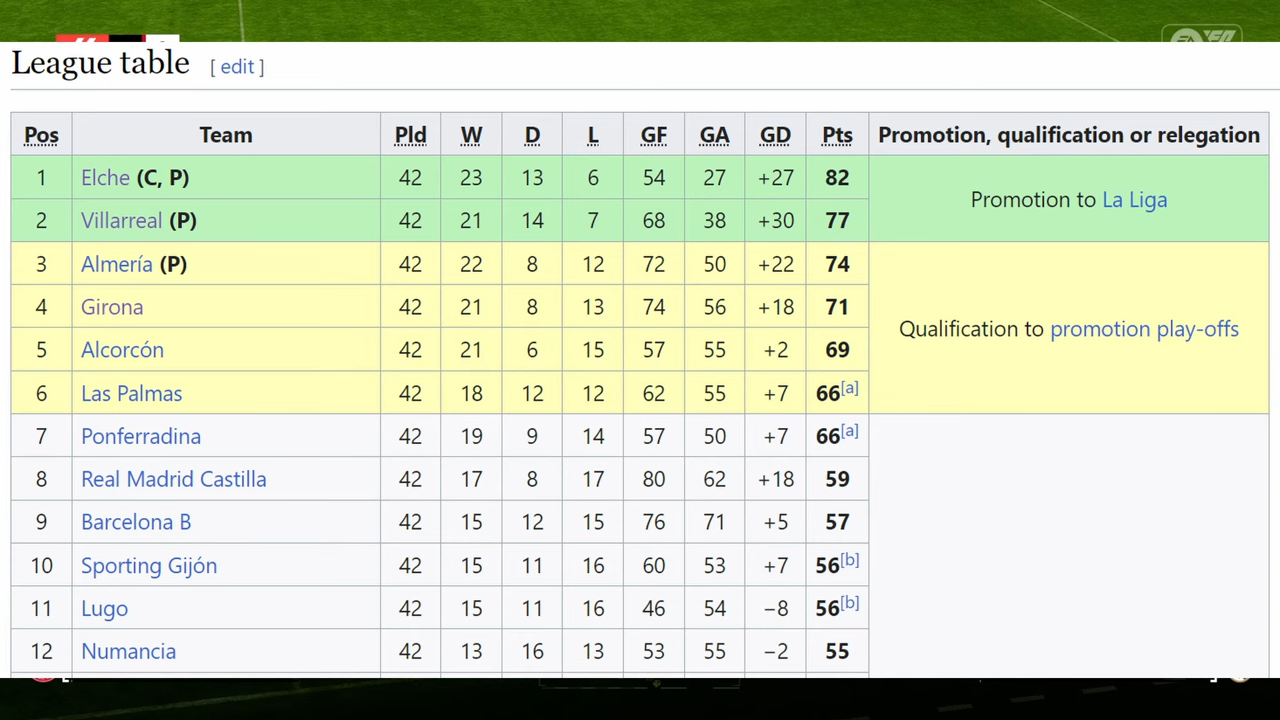 League table [ edit ]
Pos Team Pld W D L GF GA GD Pts Promotion, qualification or relegation
1 Elche (C, P) 42 23 13 6 54 27 +27 82 Promotion to La Liga
2 Villarreal (P) 42 21 14 7 68 38 +30 77
3 Almería (P) 42 22 8 12 72 50 +22 74 Qualification to promotion play-offs
4 Girona 42 21 8 13 74 56 +18 71
5 Alcorcón 42 21 6 15 57 55 +2 69
6 Las Palmas 42 18 12 12 62 55 +7 66[a]
7 Ponferradina 42 19 9 14 57 50 +7 66[a]
8 Real Madrid Castilla 42 17 8 17 80 62 +18 59
9 Barcelona B 42 15 12 15 76 71 +5 57
10 Sporting Gijón 42 15 11 16 60 53 +7 56[b]
11 Lugo 42 15 11 16 46 54 −8 56[b]
12 Numancia 42 13 16 13 53 55 −2 55